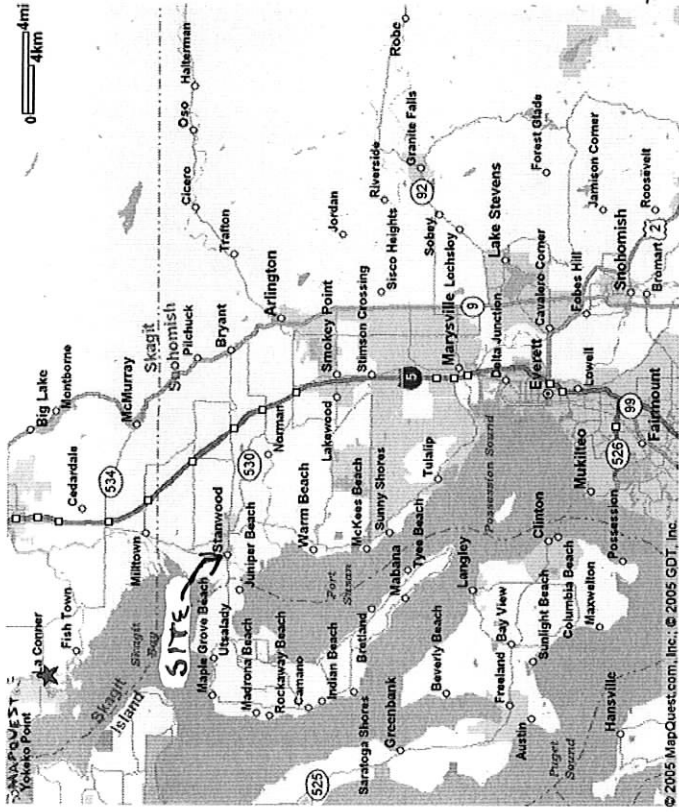 0 4mi
4km
MAPQUEST
Yokeko Point
La Conner
Fish Town
Skagit
Island
Skagit
Bay
Cedardale
534
Milltown
Big Lake
Montborne
McMurray
Skagit
Snohomish
Pilchuck
Bryant
Trafton
Cicero
Oso
Halterman
Robe
SITE
Maple Grove Beach
Utsalady
Stanwood
Juniper Beach
530
Norman
Arlington
Madrona Beach
Rockaway Beach
Camano
Indian Beach
Bretland
Port
Susan
Warm Beach
Lakewood
Smokey Point
Stimson Crossing
Jordan
Riverside
Sisco Heights
Granite Falls
92
McKees Beach
Sunny Shores
Mabana
Tyee Beach
Tulalip
5
Marysville
Sobey
Lochsloy
9
Saratoga Shores
Greenbank
525
Beverly Beach
Langley
Possession Sound
Delta Junction
Lake Stevens
Everett
Cavalero Corner
Forest Glade
Freeland
Bay View
Austin
Sunlight Beach
Clinton
Columbia Beach
Maxwelton
Mukilteo
Lowell
Fobes Hill
Jamison Corner
Snohomish
Roosevelt
Bromart
2
Puget
Sound
Hansville
Possession
526
99
Fairmount
© 2005 MapQuest.com, Inc.; © 2005 GDT, Inc.